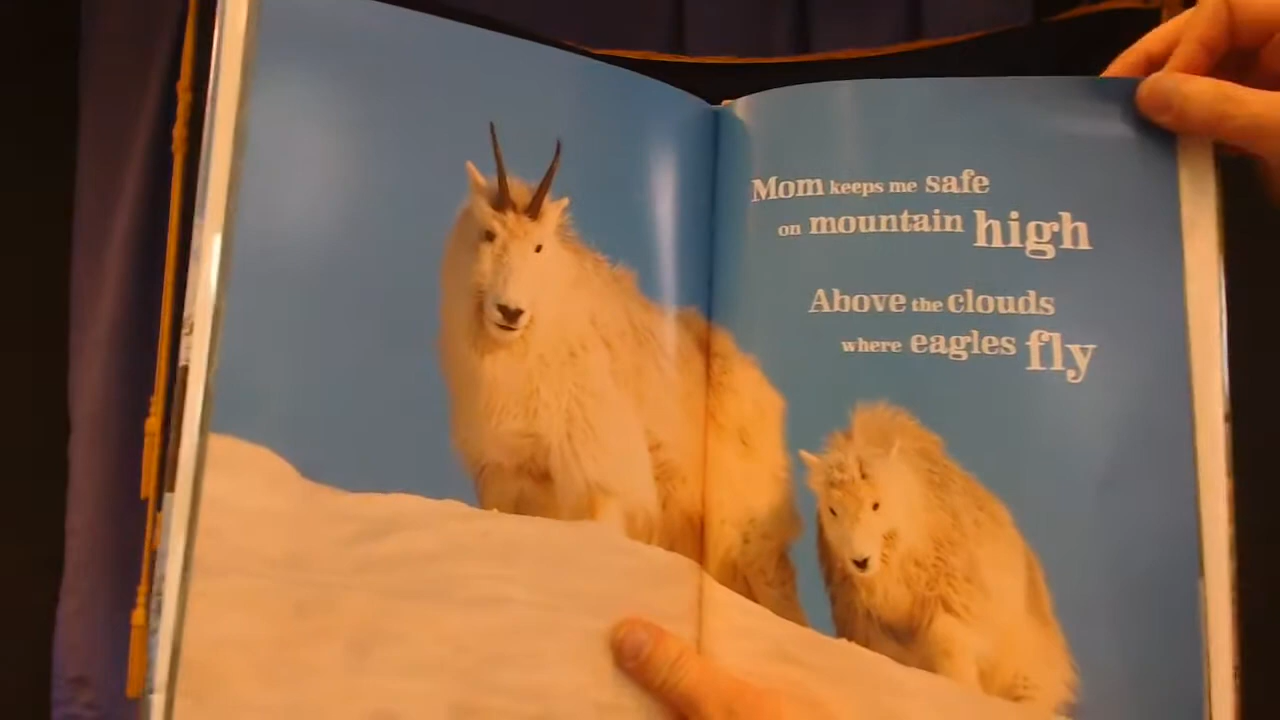 Mom keeps me safe
on mountain high
Above the clouds
where eagles fly